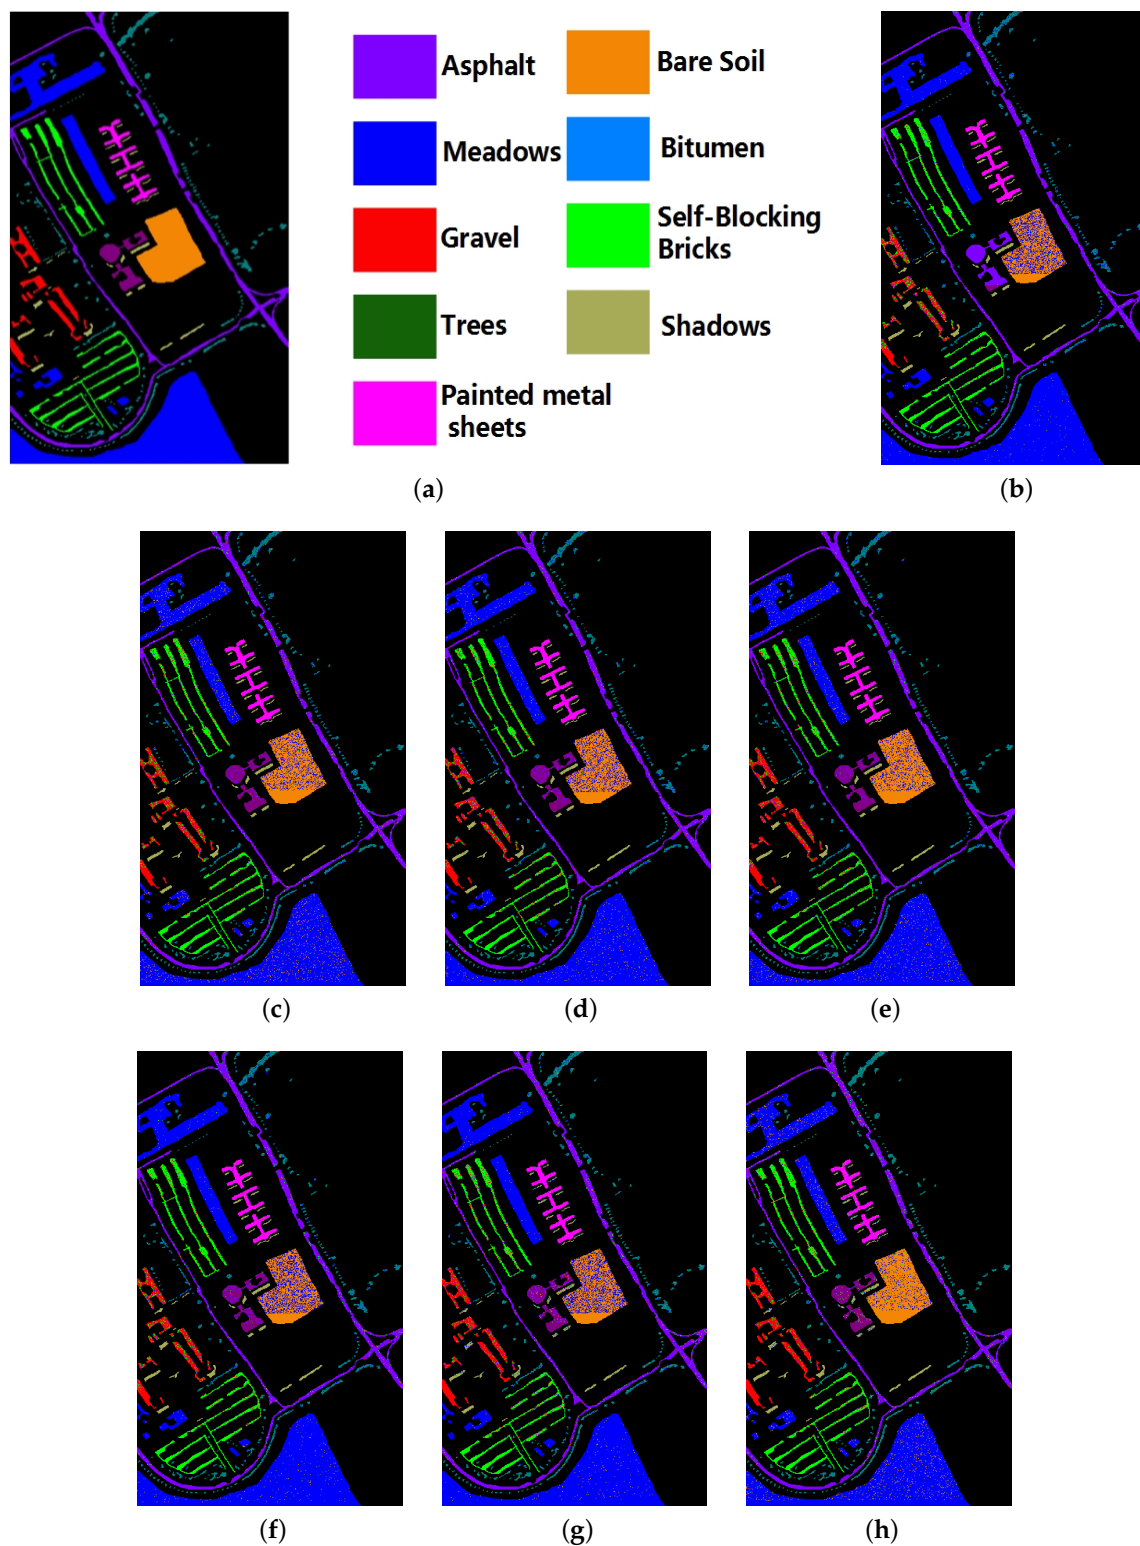 Asphalt
Bare Soil
Meadows
Bitumen
Gravel
Self-Blocking
Bricks
Trees
Shadows
Painted metal
sheets
(a)
(b)
(c)
(d)
(e)
(f)
(g)
(h)